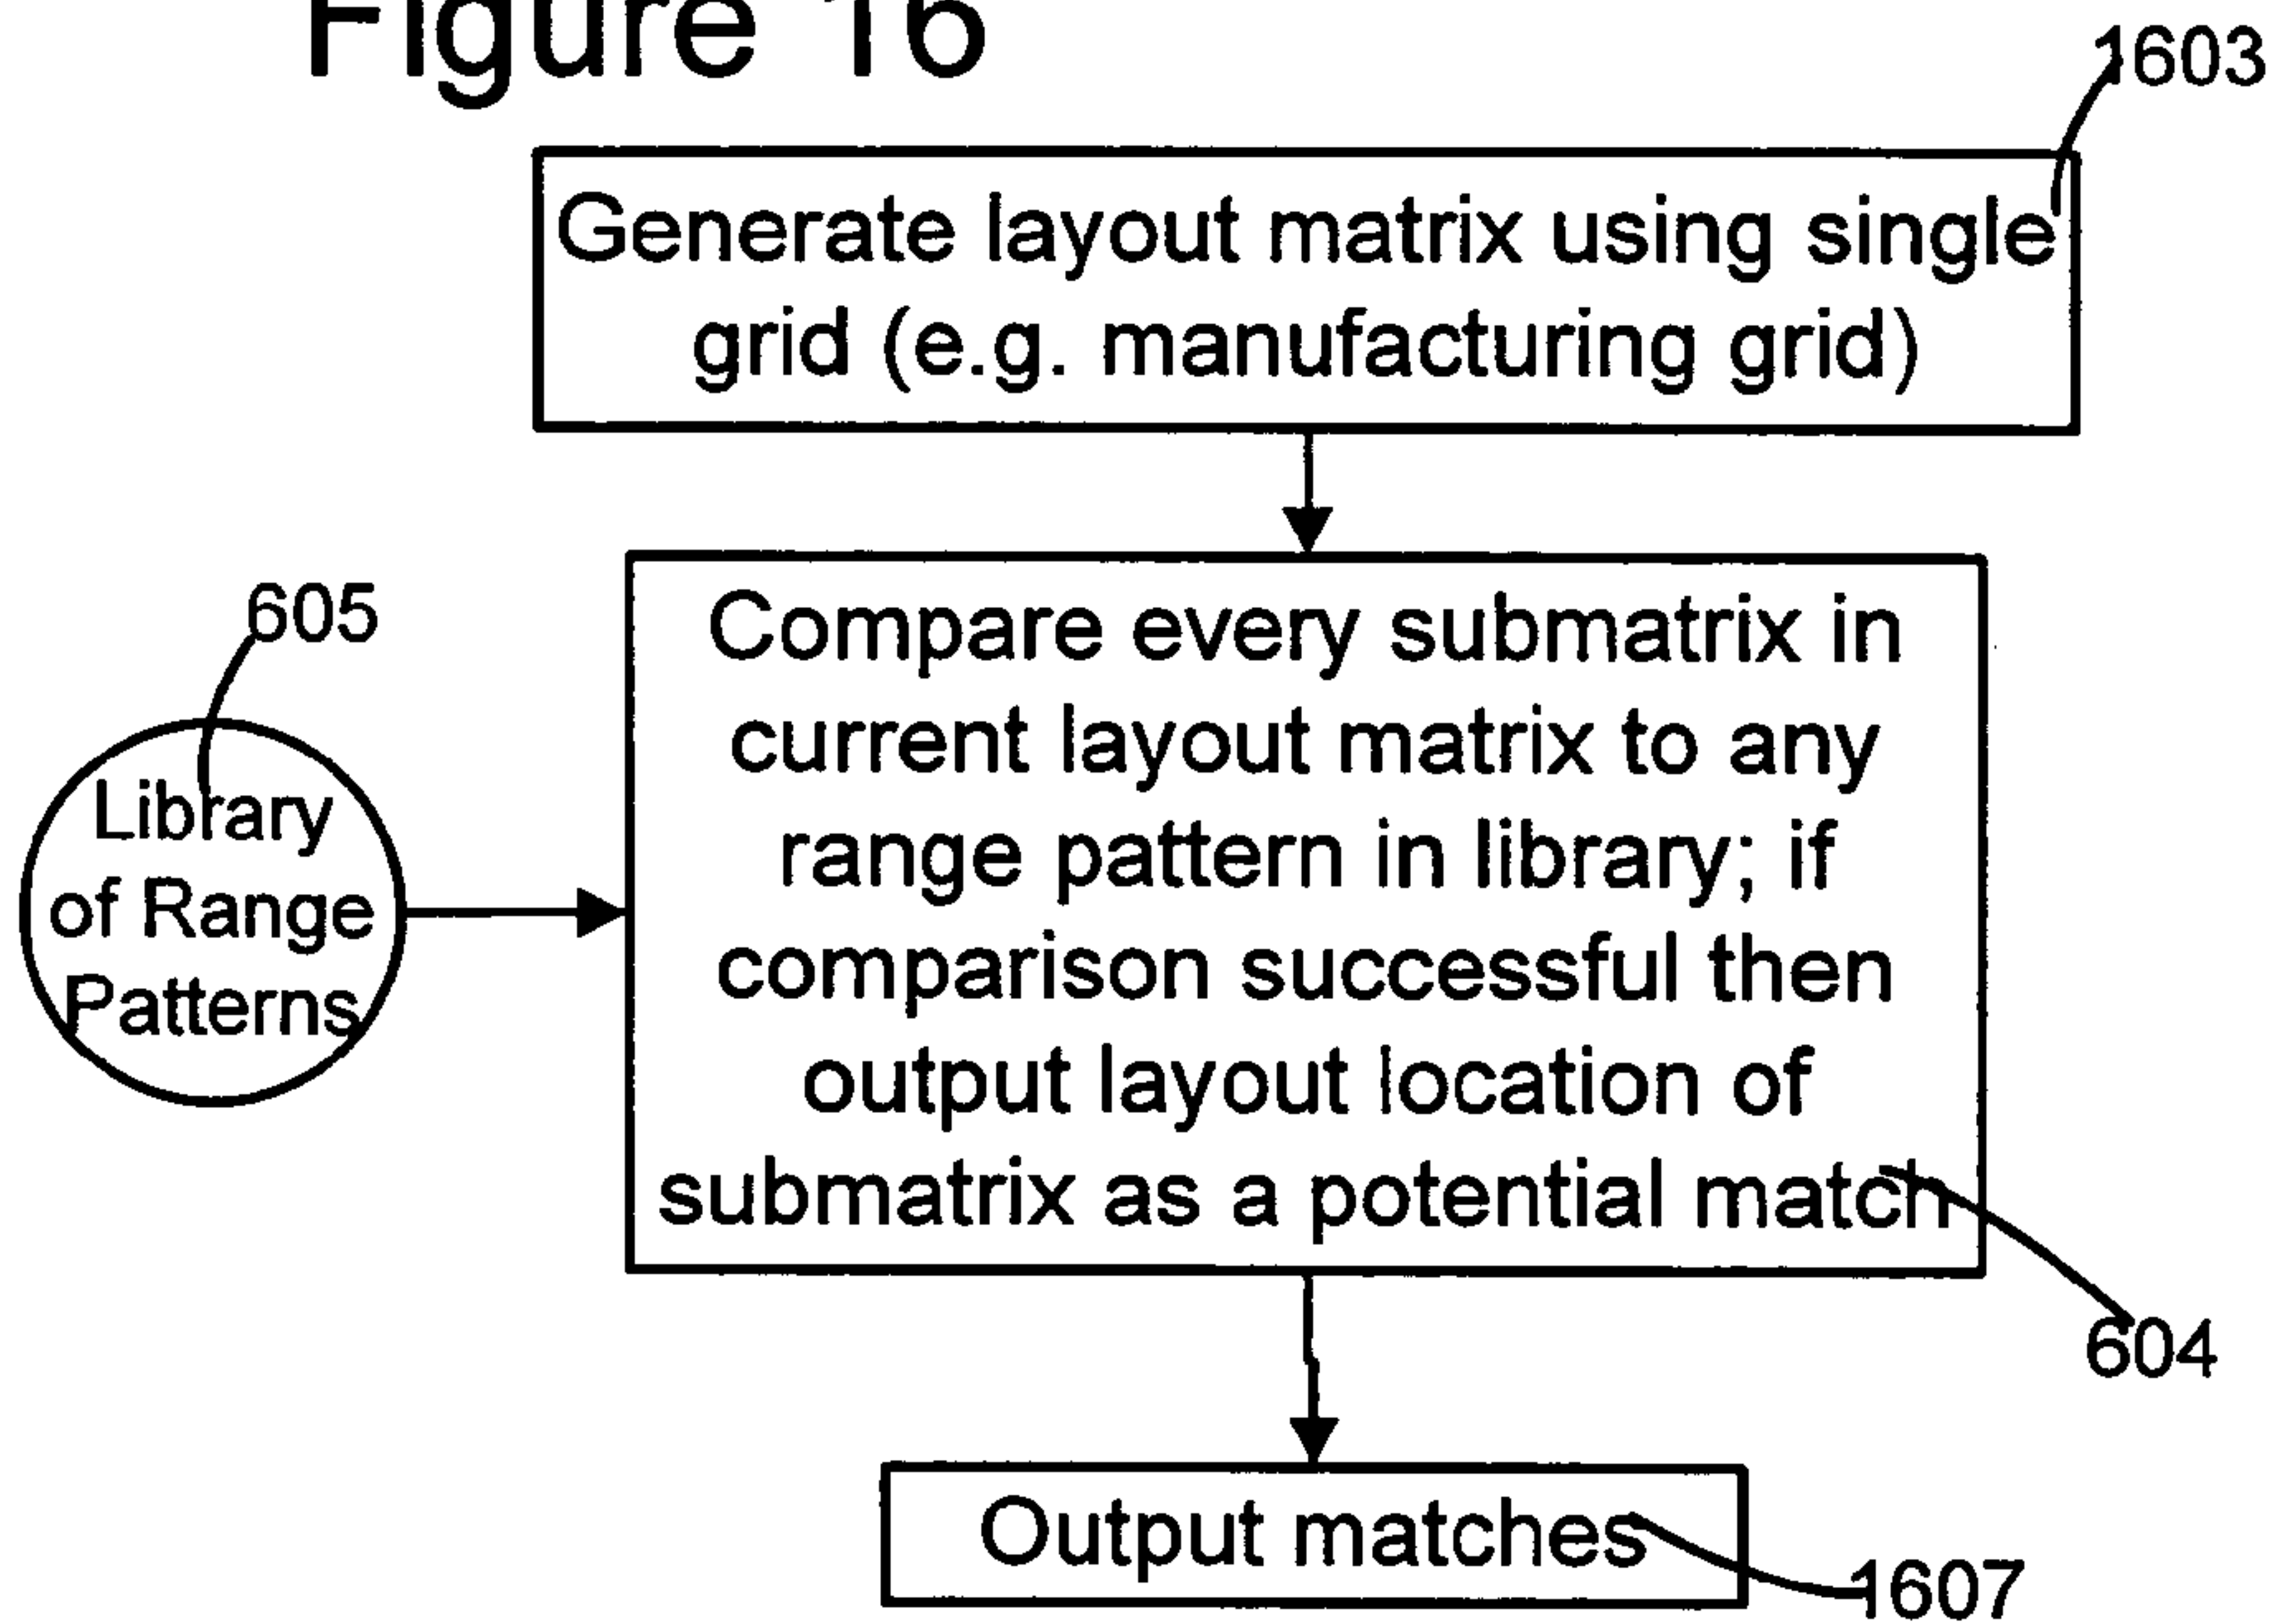 Figure 16
1603
Generate layout matrix using single
grid (e.g. manufacturing grid)
605
Library
of Range
Patterns
Compare every submatrix in
current layout matrix to any
range pattern in library; if
comparison successful then
output layout location of
submatrix as a potential match
604
Output matches
1607